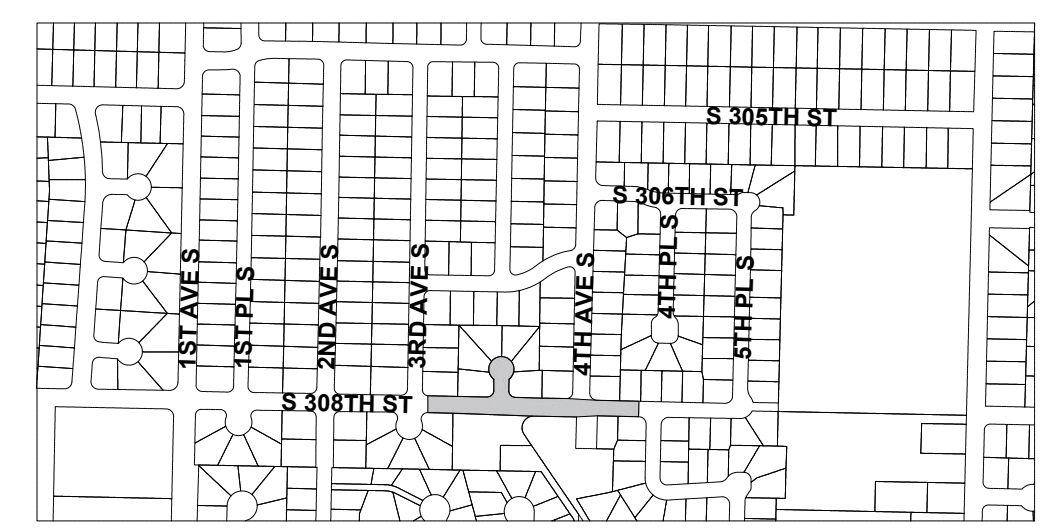 S 305TH ST
S 306TH ST
1ST AVE S
1ST PL S
2ND AVE S
3RD AVE S
4TH AVE S
4TH PL S
5TH PL S
S 308TH ST